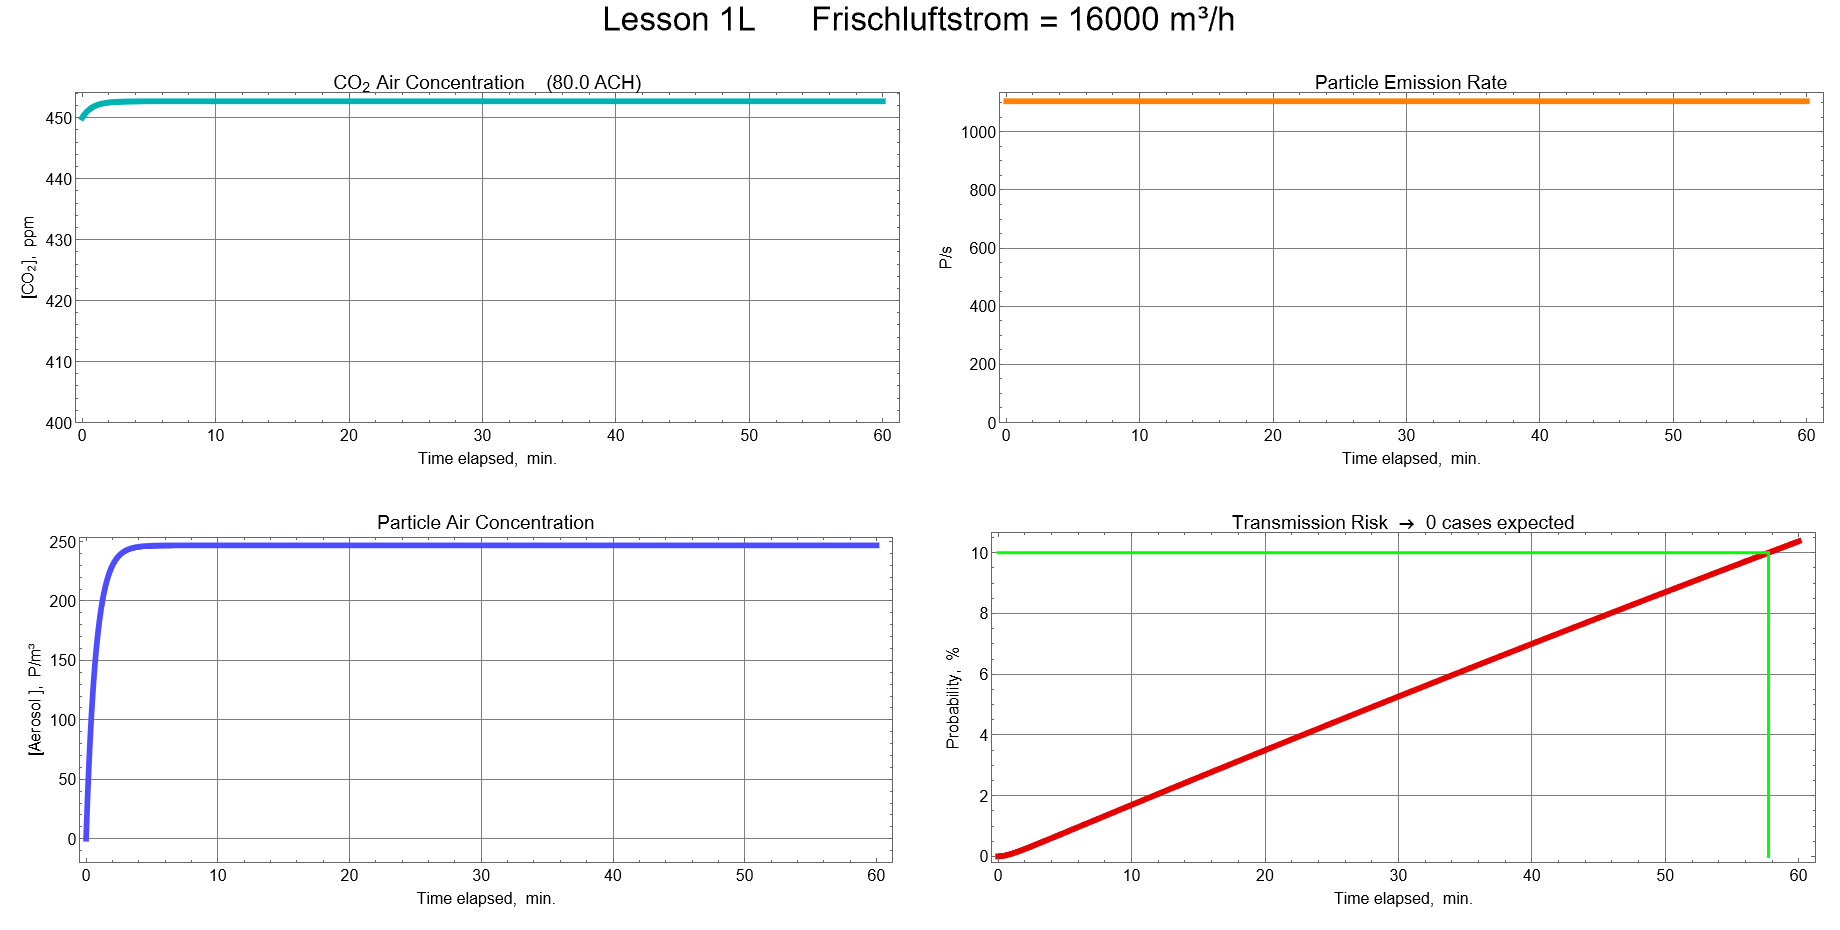 Lesson 1L Frischluftstrom = 16000 m³/h
CO₂ Air Concentration (80.0 ACH)
[CO₂], ppm
450
440
430
420
410
400
0 10 20 30 40 50 60
Time elapsed, min.
Particle Emission Rate
P/s
1000
800
600
400
200
0
0 10 20 30 40 50 60
Time elapsed, min.
Particle Air Concentration
[Aerosol], P/m³
250
200
150
100
50
0
0 10 20 30 40 50 60
Time elapsed, min.
Transmission Risk → 0 cases expected
Probability, %
10
8
6
4
2
0
0 10 20 30 40 50 60
Time elapsed, min.